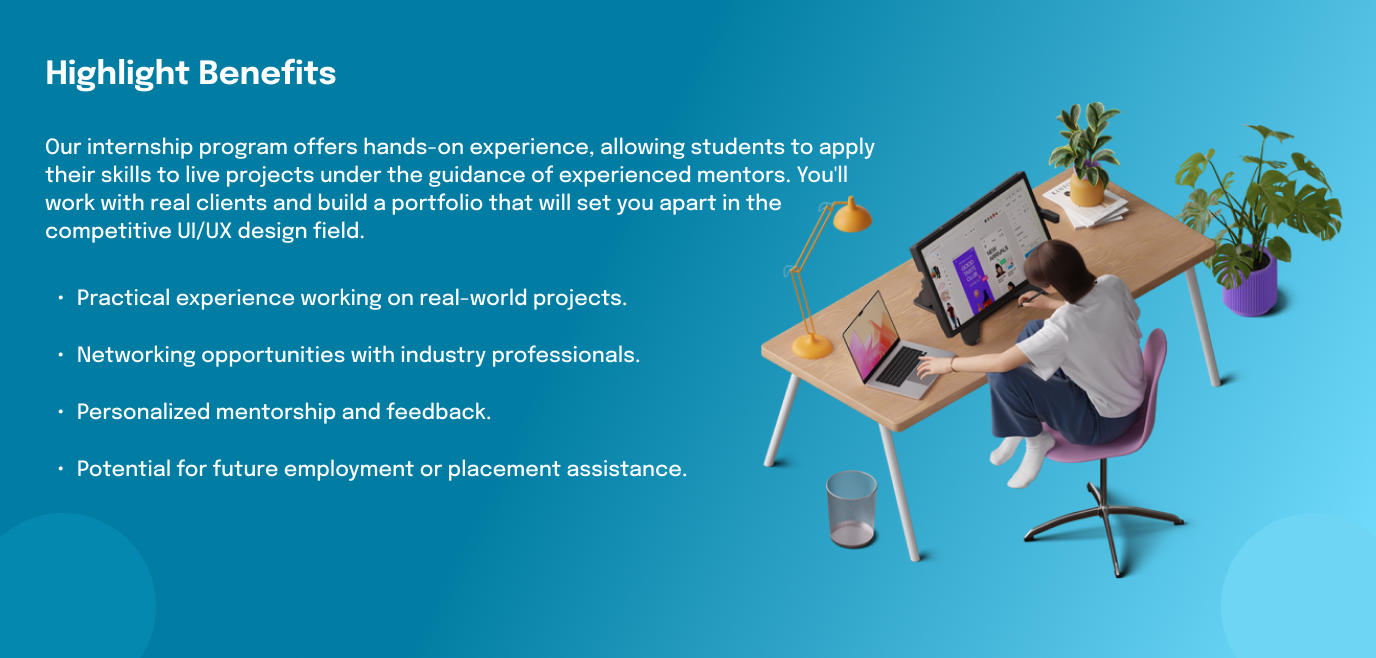 Highlight Benefits
Our internship program offers hands-on experience, allowing students to apply
their skills to live projects under the guidance of experienced mentors. You'll
work with real clients and build a portfolio that will set you apart in the
competitive UI/UX design field.
• Practical experience working on real-world projects.
• Networking opportunities with industry professionals.
• Personalized mentorship and feedback.
• Potential for future employment or placement assistance.
NEW
ARRIVALS